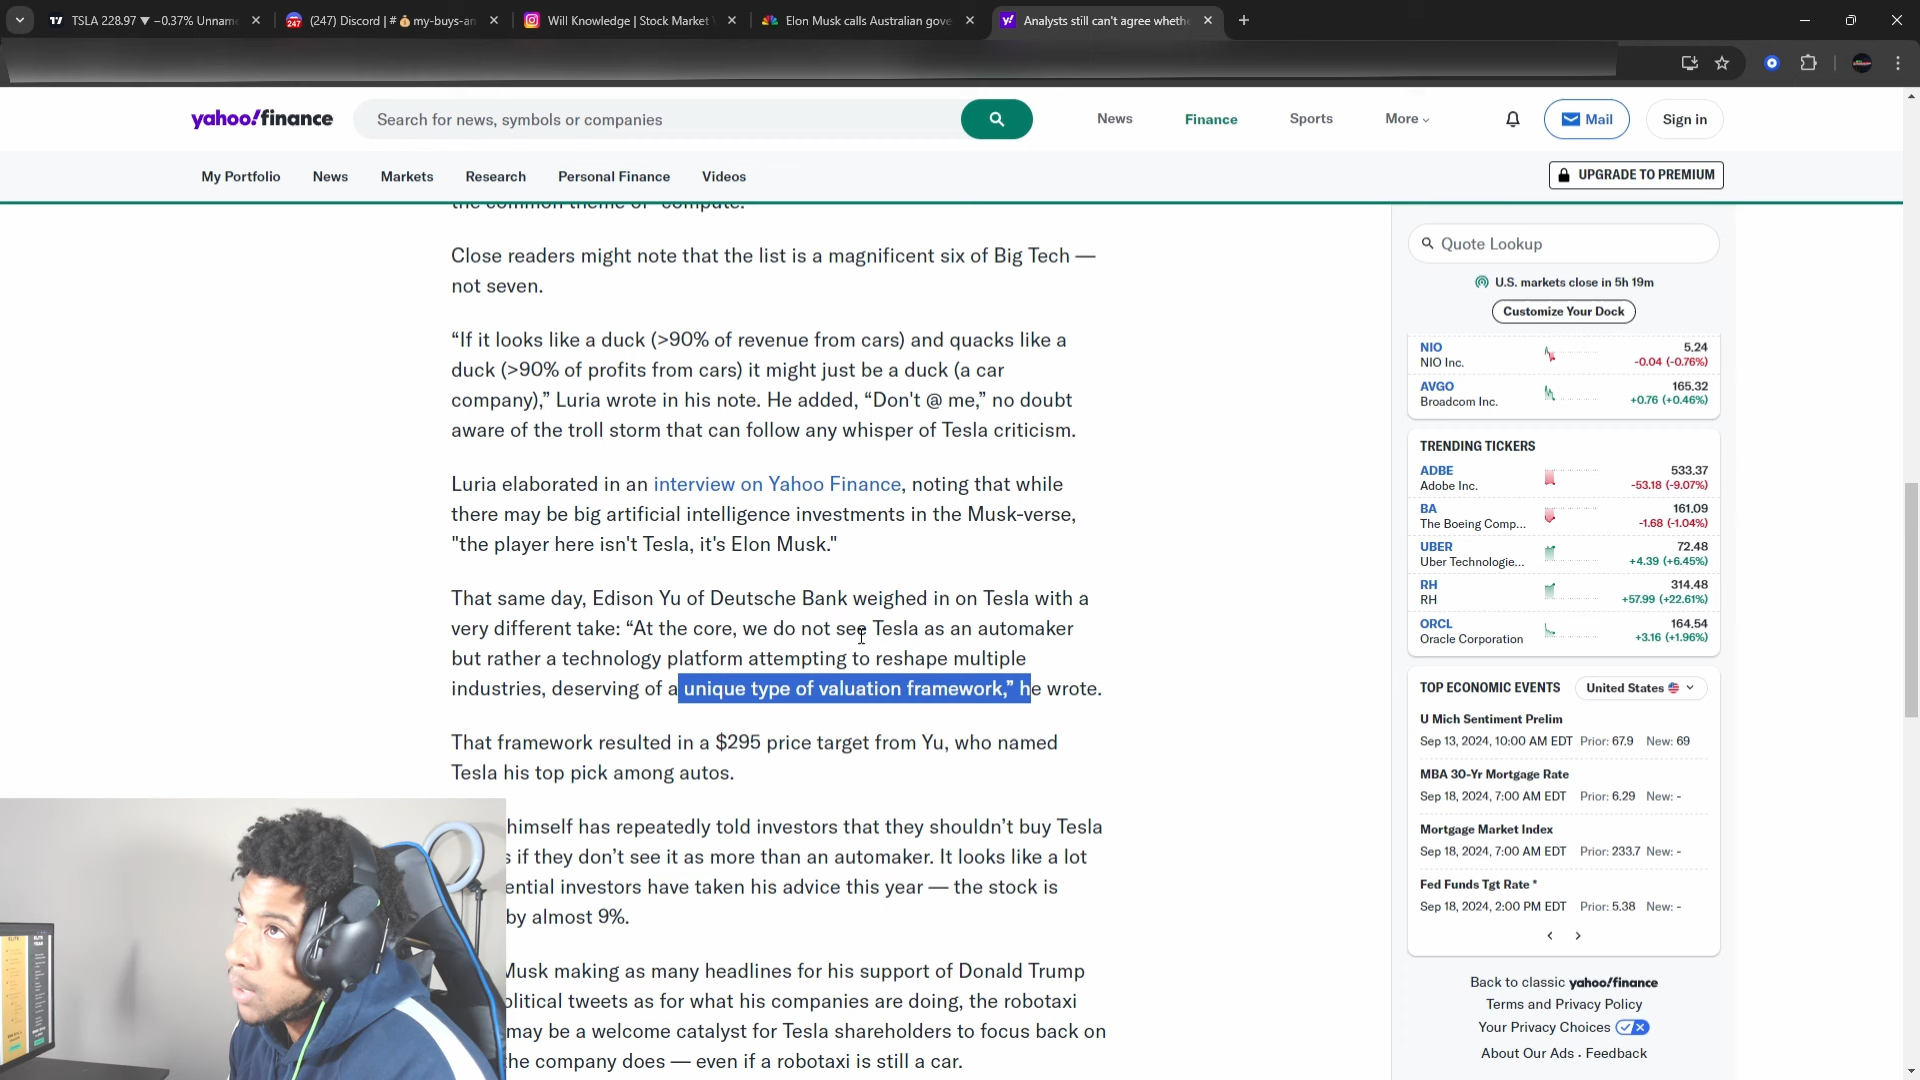 TSLA 228.97 ▼ −0.37% Unnam
(247) Discord | # 💰my-buys-an
Will Knowledge | Stock Market
Elon Musk calls Australian gove
Analysts still can't agree wheth
yahoo!finance
Search for news, symbols or companies
News
Finance
Sports
More
Mail
Sign in
My Portfolio
News
Markets
Research
Personal Finance
Videos
UPGRADE TO PREMIUM
the common theme of "compute."
Close readers might note that the list is a magnificent six of Big Tech —
not seven.
“If it looks like a duck (>90% of revenue from cars) and quacks like a
duck (>90% of profits from cars) it might just be a duck (a car
company),” Luria wrote in his note. He added, “Don't @ me,” no doubt
aware of the troll storm that can follow any whisper of Tesla criticism.
Luria elaborated in an interview on Yahoo Finance, noting that while
there may be big artificial intelligence investments in the Musk-verse,
"the player here isn't Tesla, it's Elon Musk."
That same day, Edison Yu of Deutsche Bank weighed in on Tesla with a
very different take: “At the core, we do not see Tesla as an automaker
but rather a technology platform attempting to reshape multiple
industries, deserving of a unique type of valuation framework,” he wrote.
That framework resulted in a $295 price target from Yu, who named
Tesla his top pick among autos.
himself has repeatedly told investors that they shouldn’t buy Tesla
s if they don’t see it as more than an automaker. It looks like a lot
ential investors have taken his advice this year — the stock is
by almost 9%.
Musk making as many headlines for his support of Donald Trump
olitical tweets as for what his companies are doing, the robotaxi
may be a welcome catalyst for Tesla shareholders to focus back on
he company does — even if a robotaxi is still a car.
Quote Lookup
U.S. markets close in 5h 19m
Customize Your Dock
NIO 5.24
NIO Inc. -0.04 (-0.76%)
AVGO 165.32
Broadcom Inc. +0.76 (+0.46%)
TRENDING TICKERS
ADBE 533.37
Adobe Inc. -53.18 (-9.07%)
BA 161.09
The Boeing Comp... -1.68 (-1.04%)
UBER 72.48
Uber Technologie... +4.39 (+6.45%)
RH 314.48
RH +57.99 (+22.61%)
ORCL 164.54
Oracle Corporation +3.16 (+1.96%)
TOP ECONOMIC EVENTS United States
U Mich Sentiment Prelim
Sep 13, 2024, 10:00 AM EDT Prior: 67.9 New: 69
MBA 30-Yr Mortgage Rate
Sep 18, 2024, 7:00 AM EDT Prior: 6.29 New: -
Mortgage Market Index
Sep 18, 2024, 7:00 AM EDT Prior: 233.7 New: -
Fed Funds Tgt Rate *
Sep 18, 2024, 2:00 PM EDT Prior: 5.38 New: -
Back to classic yahoo!finance
Terms and Privacy Policy
Your Privacy Choices
About Our Ads . Feedback